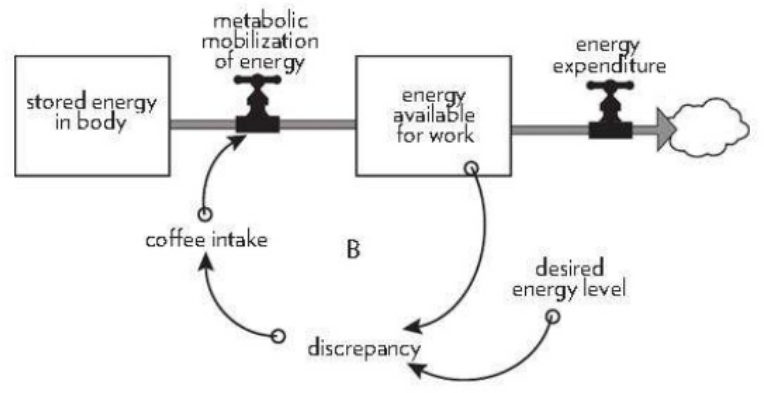 metabolic
mobilization
of energy
energy
expenditure
stored energy
in body
energy
available
for work
coffee intake
B
desired
energy level
discrepancy